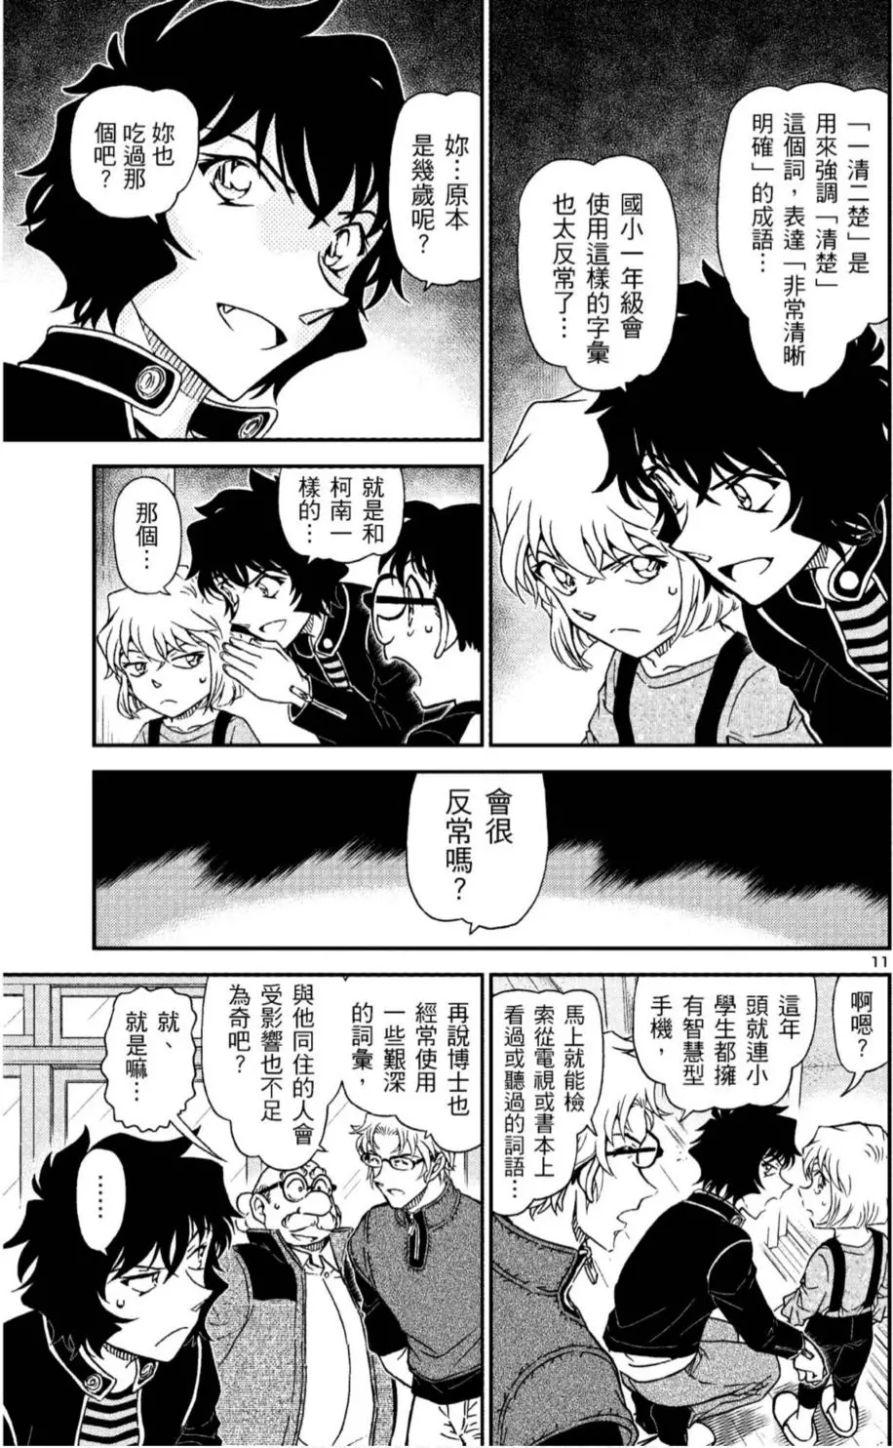 「一清二楚」是
用來強調「清楚」
這個詞，表達「非常清晰
明確」的成語…
國小一年級會
使用這樣的字彙
也太反常了…
妳…原本
是幾歲呢？
妳也
吃過那
個吧？
就是和
柯南一
樣的…
那個…
會很
反常嗎？
11
啊嗯？
這年
頭就連小
學生都擁
有智慧型
手機，
馬上就能檢
索從電視或書本上
看過或聽過的詞語…
再說博士也
經常使用
一些艱深
的詞彙，
與他同住的人會
受影響也不足
為奇吧？
就、
就是嘛…
……